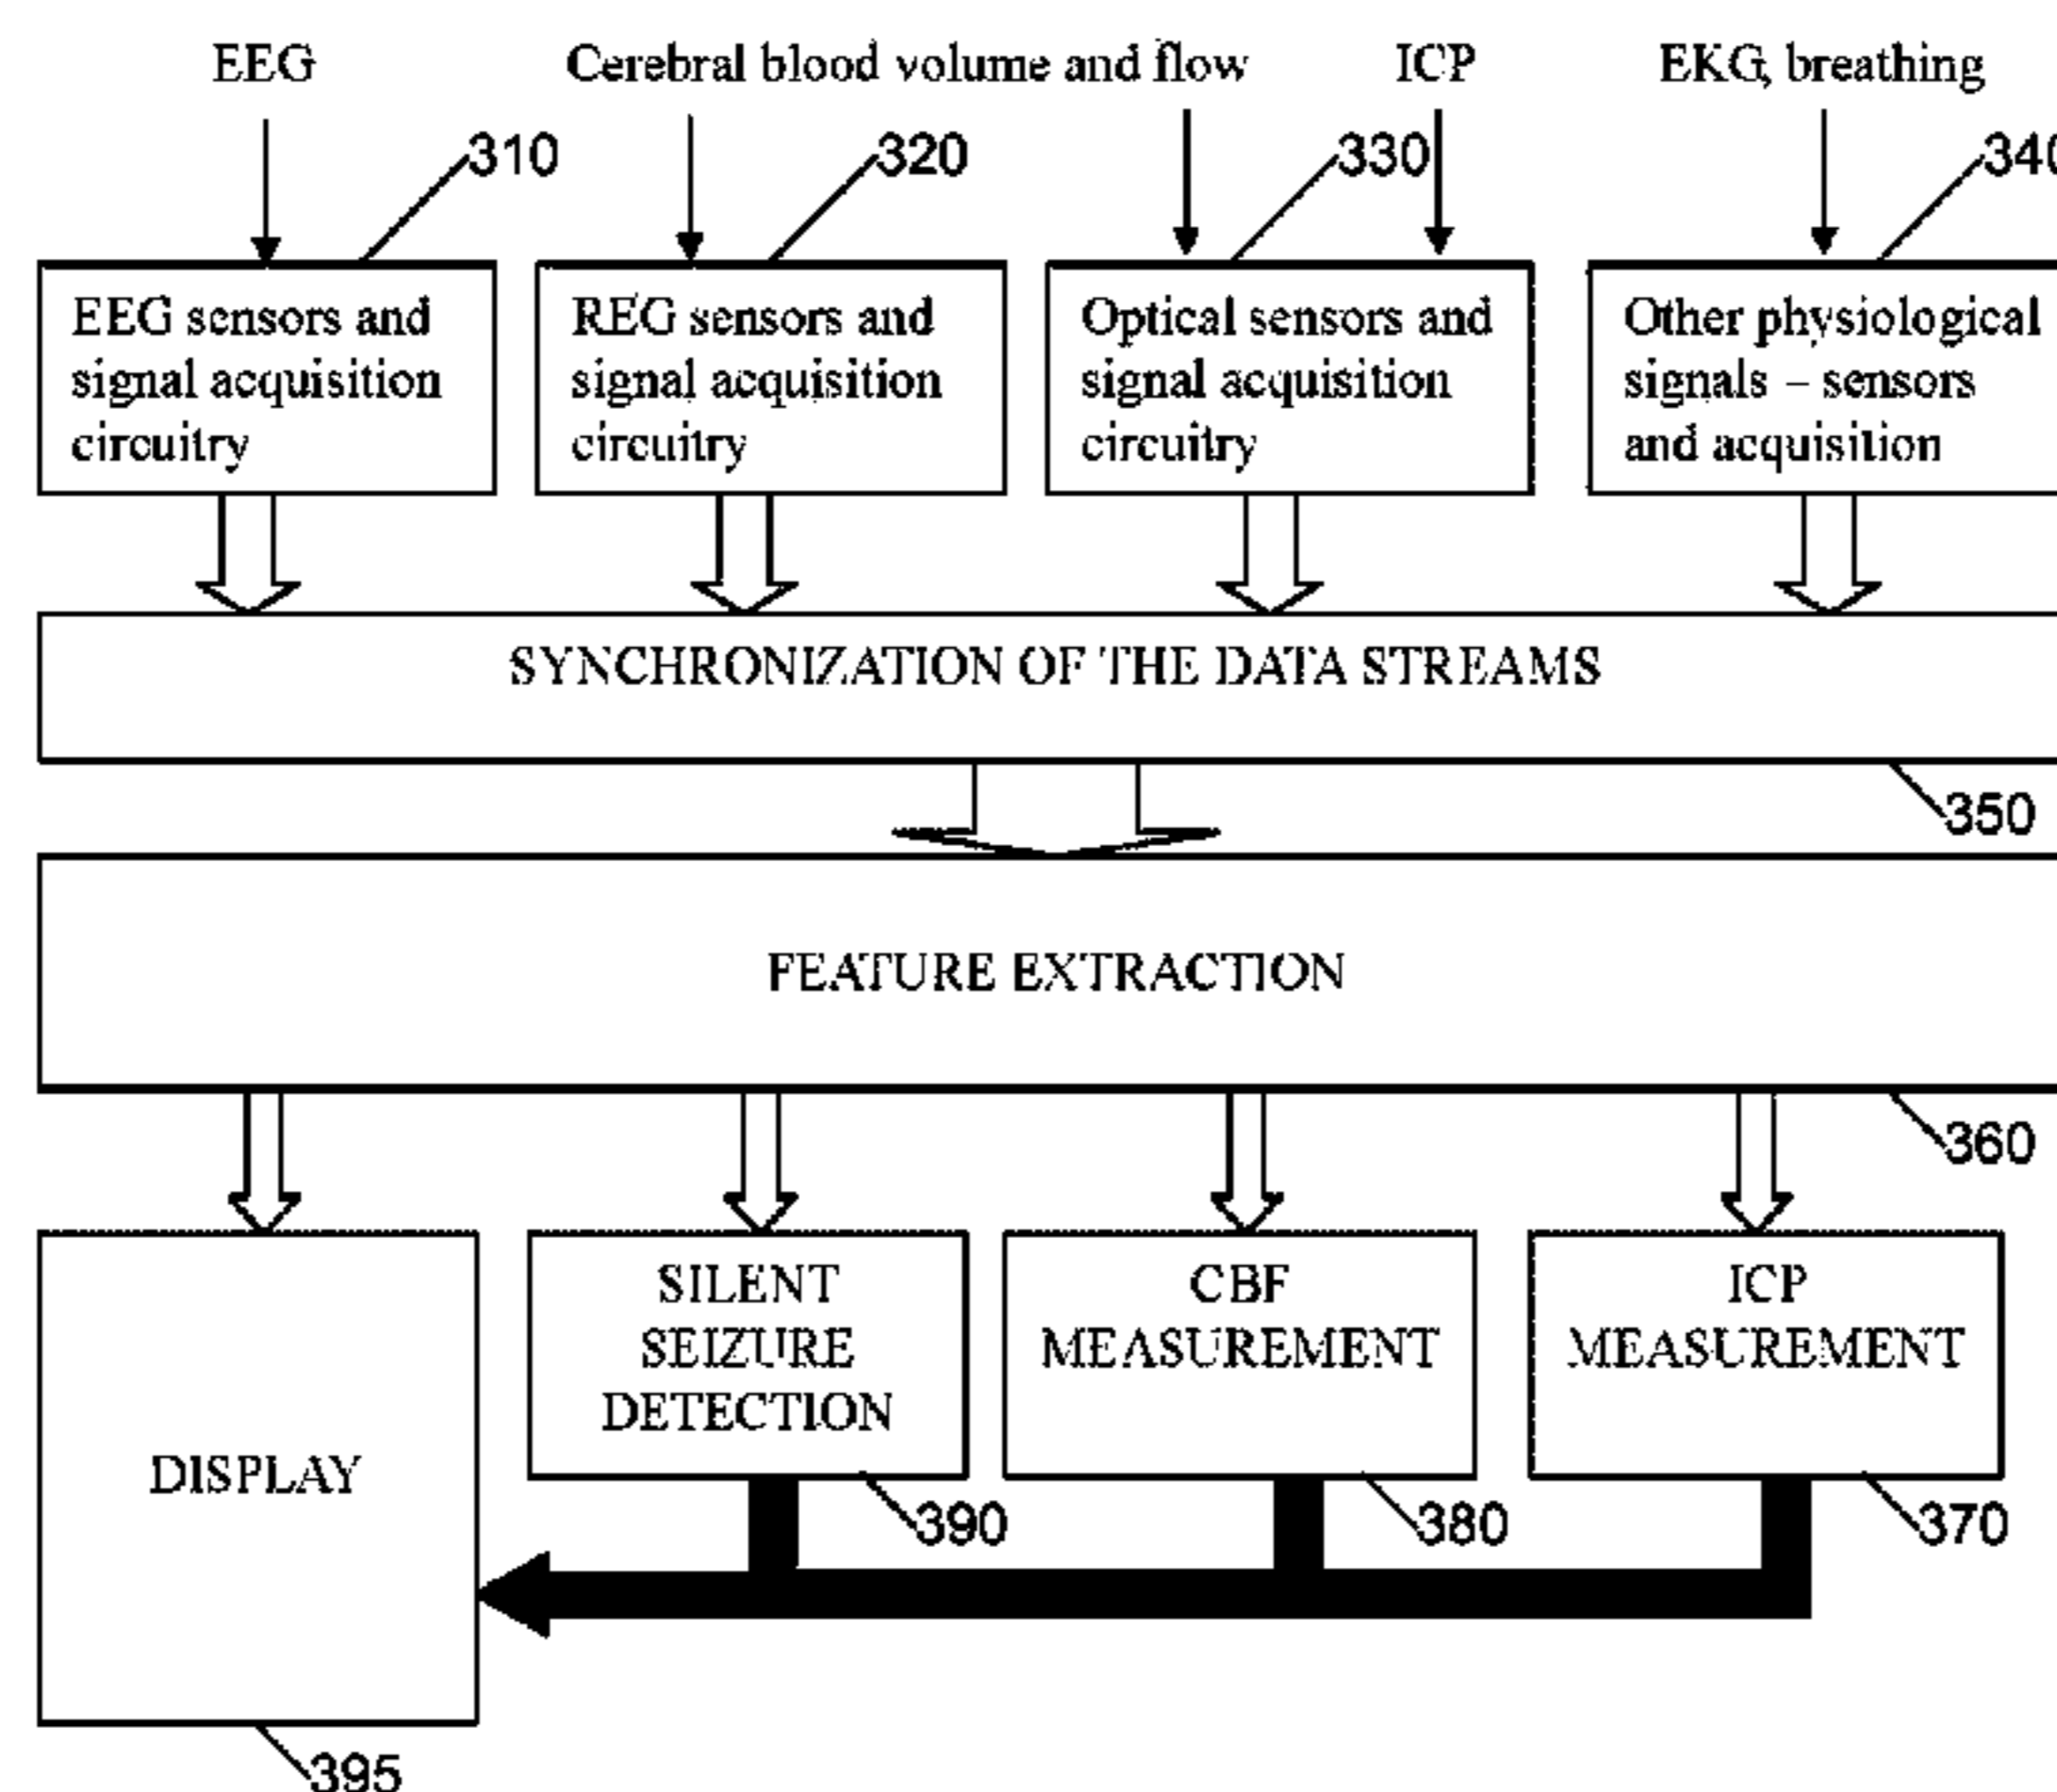 EEG
Cerebral blood volume and flow
ICP
EKG, breathing
310
320
330
340
EEG sensors and
signal acquisition
circuitry
REG sensors and
signal acquisition
circuitry
Optical sensors and
signal acquisition
circuitry
Other physiological
signals – sensors
and acquisition
SYNCHRONIZATION OF THE DATA STREAMS
350
FEATURE EXTRACTION
360
DISPLAY
SILENT
SEIZURE
DETECTION
CBF
MEASUREMENT
ICP
MEASUREMENT
390
380
370
395